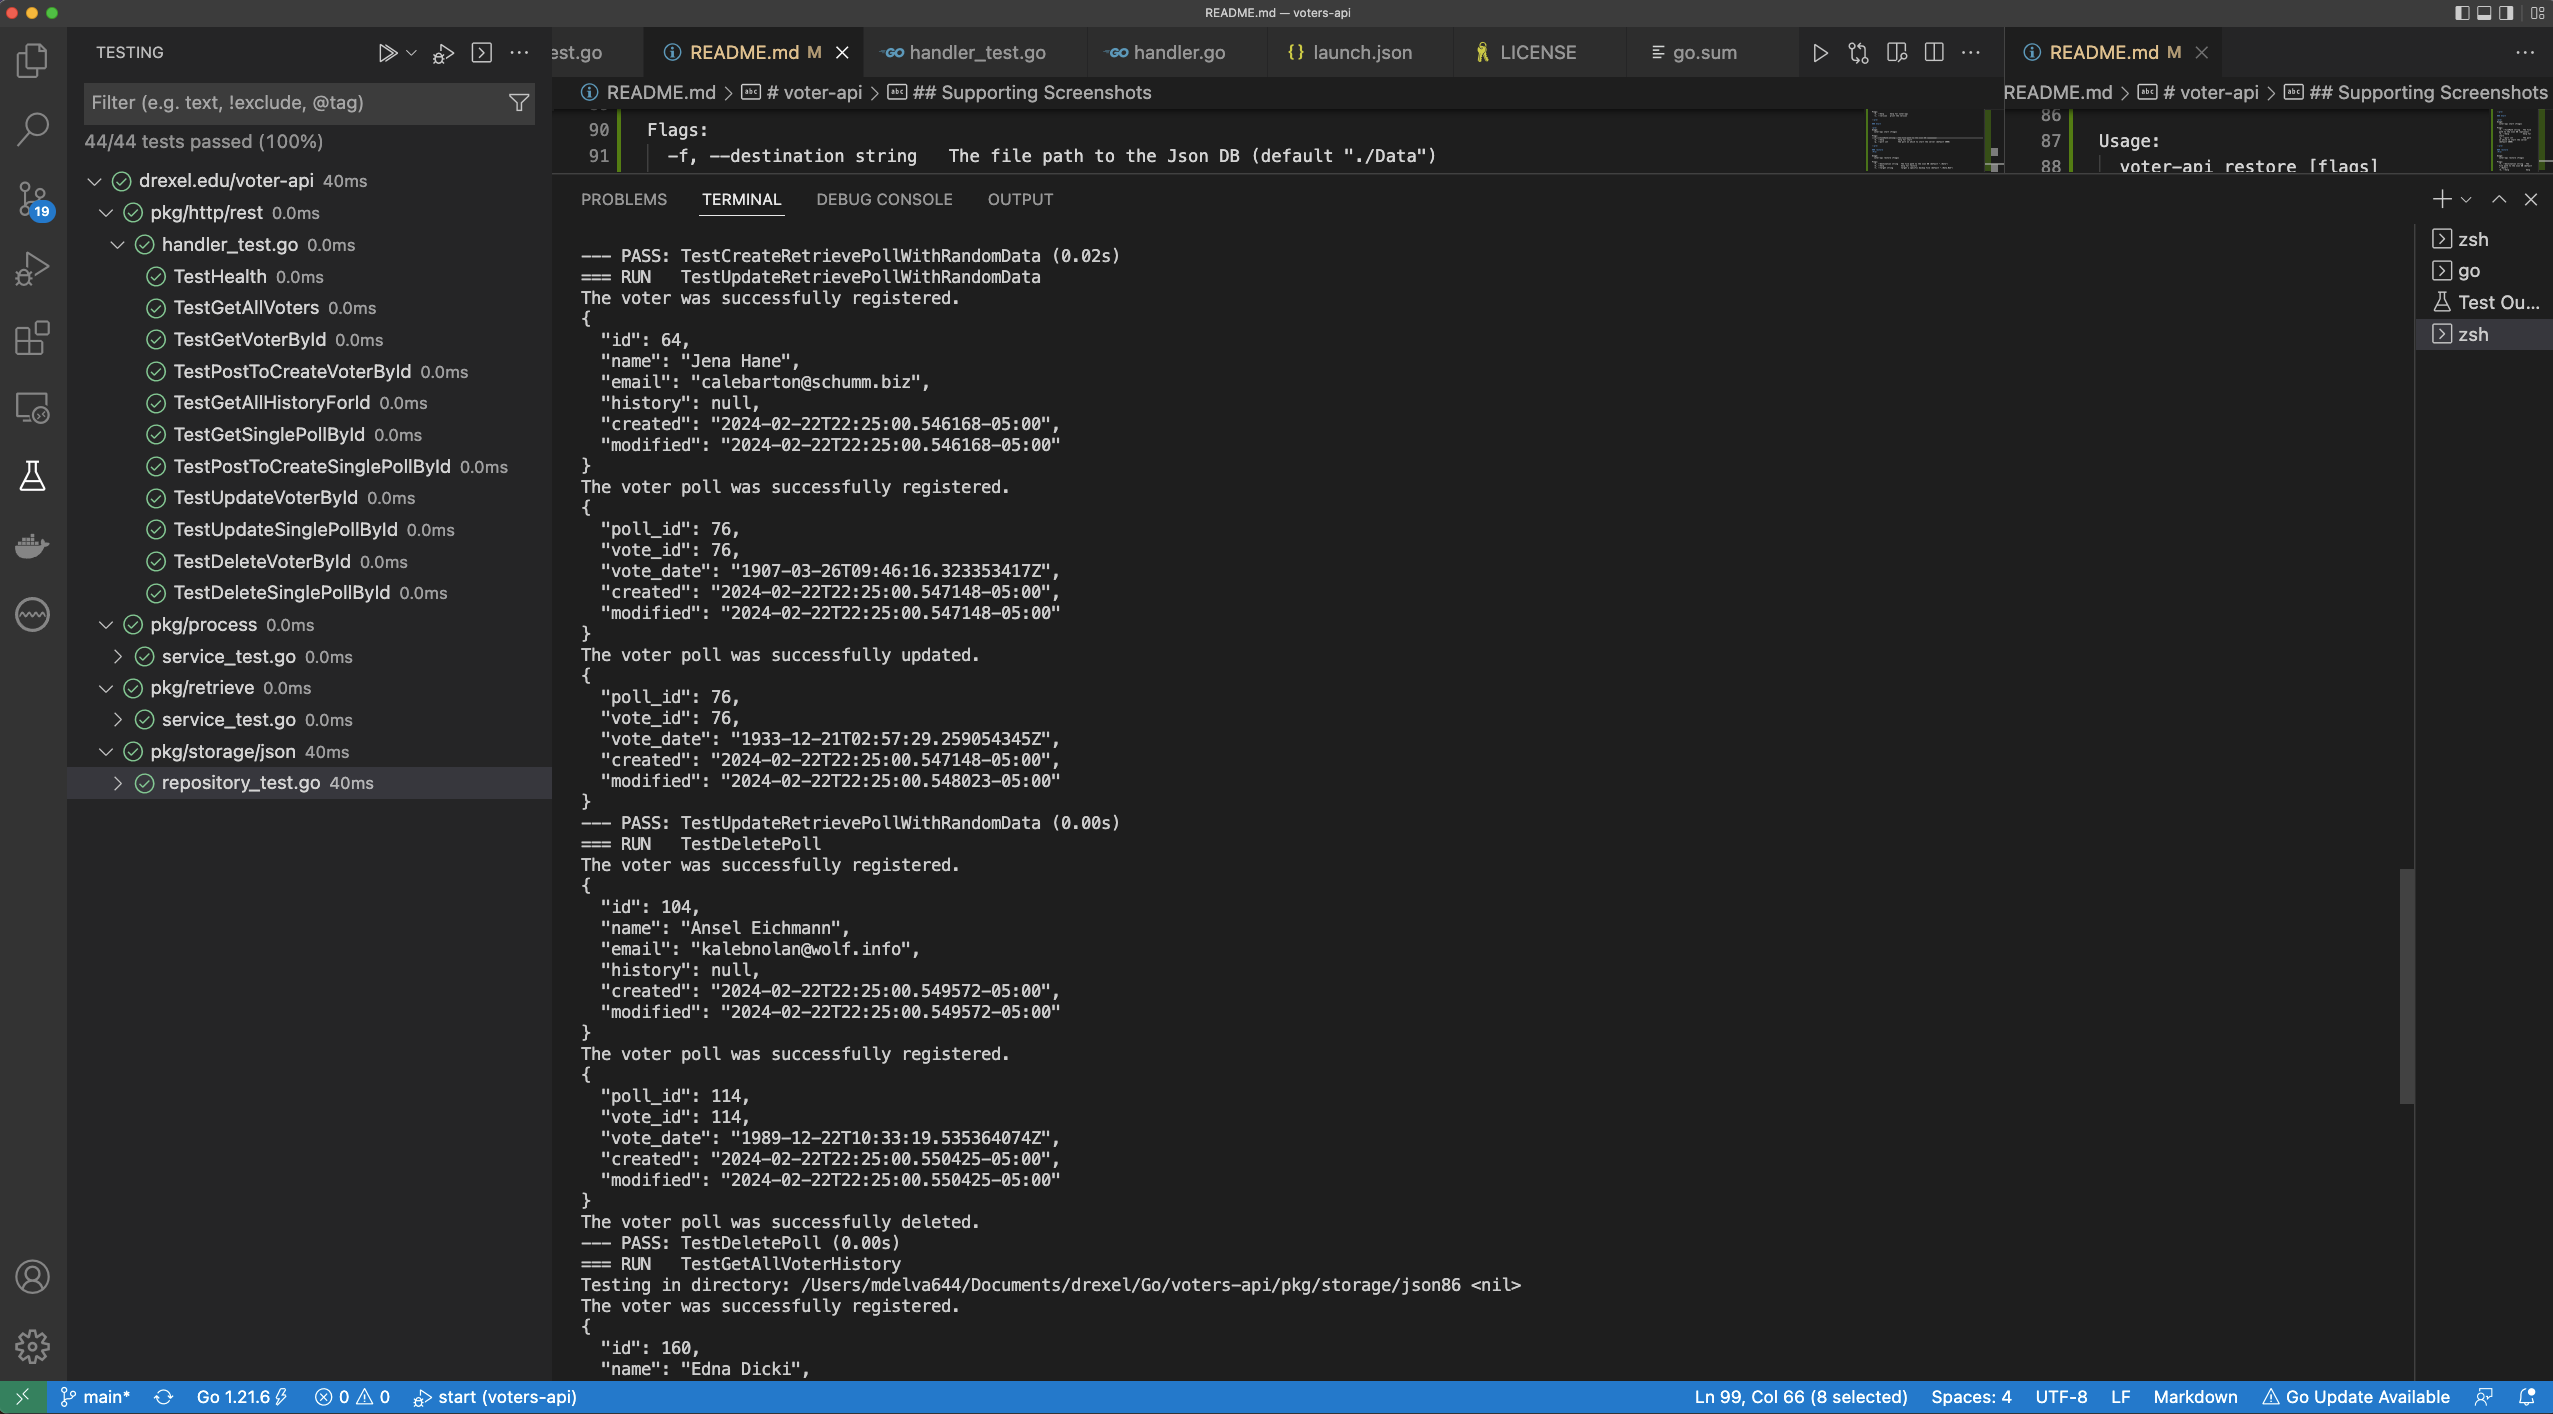 README.md — voters-api
TESTING
Filter (e.g. text, !exclude, @tag)
44/44 tests passed (100%)
drexel.edu/voter-api 40ms
pkg/http/rest 0.0ms
handler_test.go 0.0ms
TestHealth 0.0ms
TestGetAllVoters 0.0ms
TestGetVoterById 0.0ms
TestPostToCreateVoterById 0.0ms
TestGetAllHistoryForId 0.0ms
TestGetSinglePollById 0.0ms
TestPostToCreateSinglePollById 0.0ms
TestUpdateVoterById 0.0ms
TestUpdateSinglePollById 0.0ms
TestDeleteVoterById 0.0ms
TestDeleteSinglePollById 0.0ms
pkg/process 0.0ms
service_test.go 0.0ms
pkg/retrieve 0.0ms
service_test.go 0.0ms
pkg/storage/json 40ms
repository_test.go 40ms
19
est.go README.md M GO handler_test.go GO handler.go {} launch.json LICENSE go.sum
README.md > # voter-api > ## Supporting Screenshots
90 Flags:
91 -f, --destination string The file path to the Json DB (default "./Data")
README.md M
README.md > # voter-api > ## Supporting Screenshots
86
87 Usage:
88 voter-api restore [flags]
PROBLEMS TERMINAL DEBUG CONSOLE OUTPUT
--- PASS: TestCreateRetrievePollWithRandomData (0.02s)
=== RUN TestUpdateRetrievePollWithRandomData
The voter was successfully registered.
{
"id": 64,
"name": "Jena Hane",
"email": "calebarton@schumm.biz",
"history": null,
"created": "2024-02-22T22:25:00.546168-05:00",
"modified": "2024-02-22T22:25:00.546168-05:00"
}
The voter poll was successfully registered.
{
"poll_id": 76,
"vote_id": 76,
"vote_date": "1907-03-26T09:46:16.323353417Z",
"created": "2024-02-22T22:25:00.547148-05:00",
"modified": "2024-02-22T22:25:00.547148-05:00"
}
The voter poll was successfully updated.
{
"poll_id": 76,
"vote_id": 76,
"vote_date": "1933-12-21T02:57:29.259054345Z",
"created": "2024-02-22T22:25:00.547148-05:00",
"modified": "2024-02-22T22:25:00.548023-05:00"
}
--- PASS: TestUpdateRetrievePollWithRandomData (0.00s)
=== RUN TestDeletePoll
The voter was successfully registered.
{
"id": 104,
"name": "Ansel Eichmann",
"email": "kalebnolan@wolf.info",
"history": null,
"created": "2024-02-22T22:25:00.549572-05:00",
"modified": "2024-02-22T22:25:00.549572-05:00"
}
The voter poll was successfully registered.
{
"poll_id": 114,
"vote_id": 114,
"vote_date": "1989-12-22T10:33:19.535364074Z",
"created": "2024-02-22T22:25:00.550425-05:00",
"modified": "2024-02-22T22:25:00.550425-05:00"
}
The voter poll was successfully deleted.
--- PASS: TestDeletePoll (0.00s)
=== RUN TestGetAllVoterHistory
Testing in directory: /Users/mdelva644/Documents/drexel/Go/voters-api/pkg/storage/json86 <nil>
The voter was successfully registered.
{
"id": 160,
"name": "Edna Dicki",
zsh
go
Test Ou...
zsh
main* Go 1.21.6 0 0 start (voters-api) Ln 99, Col 66 (8 selected) Spaces: 4 UTF-8 LF Markdown Go Update Available